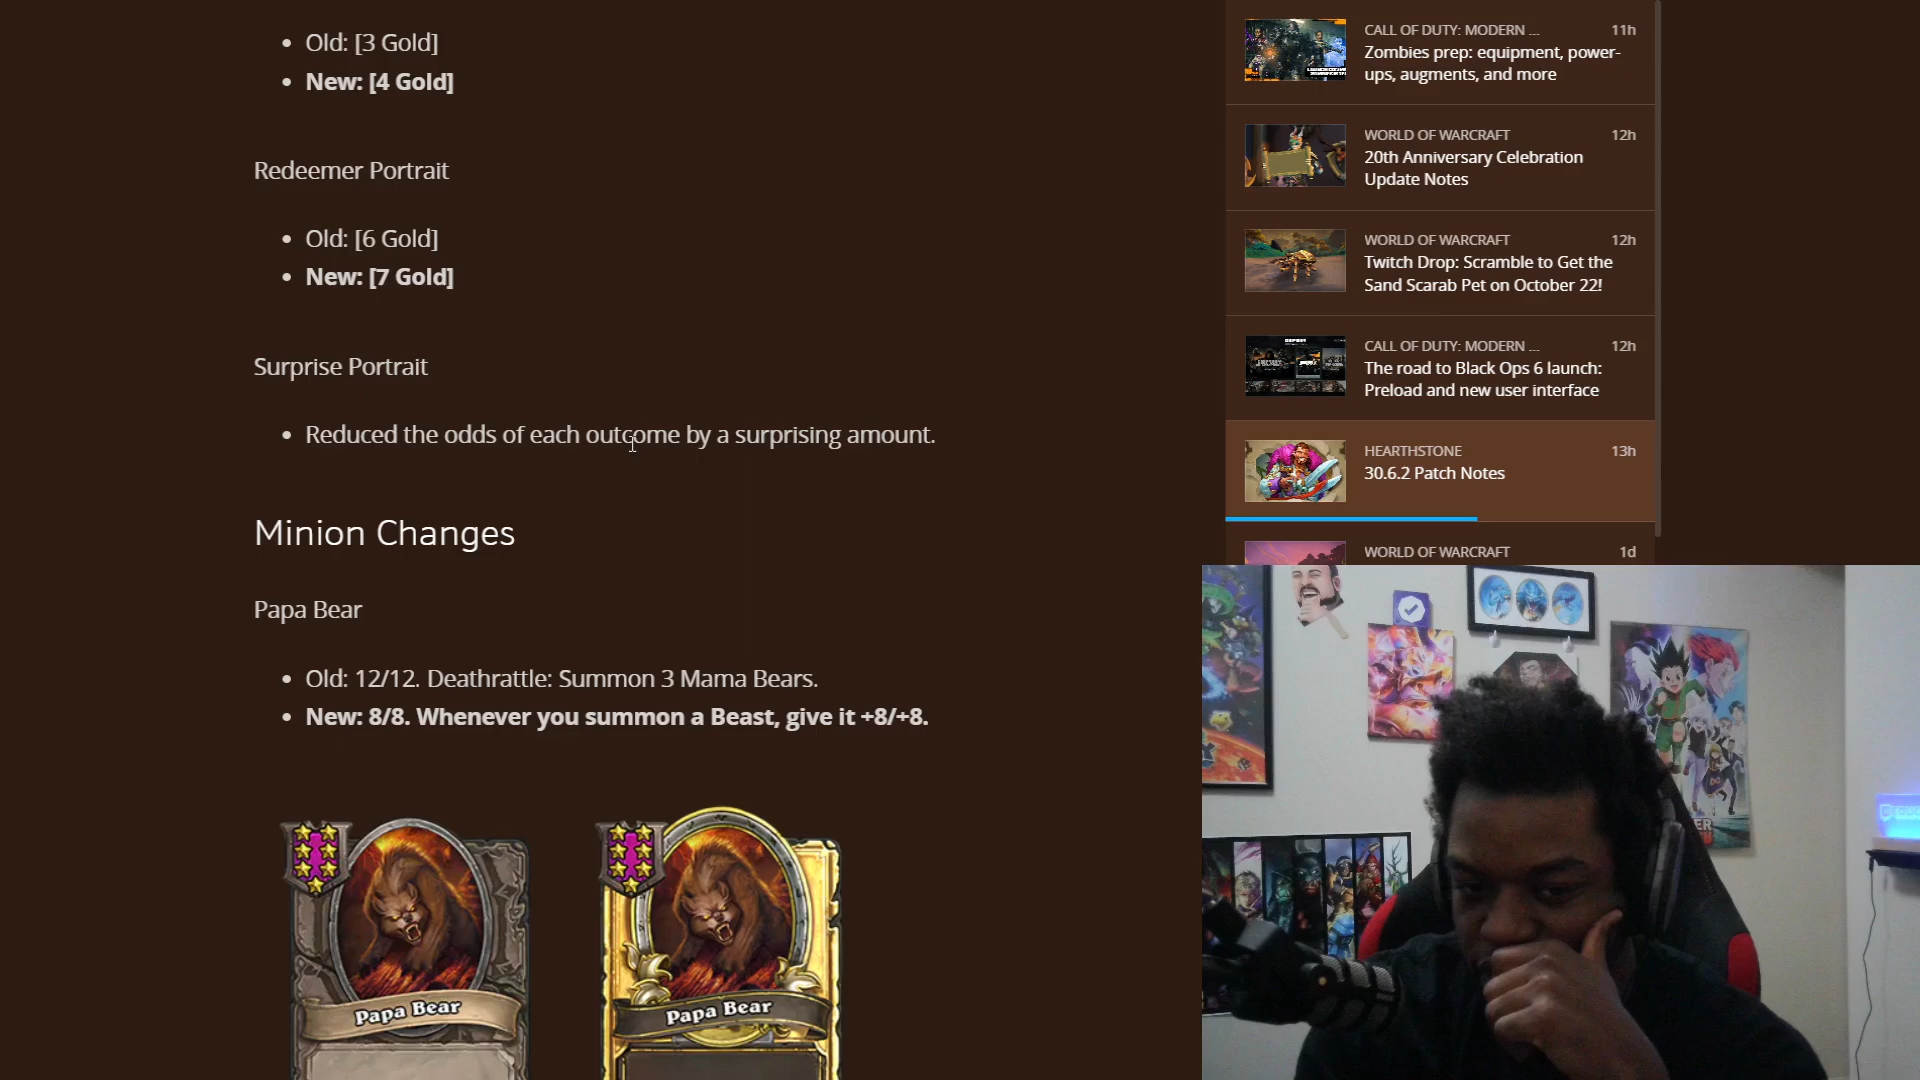 Old: [3 Gold]
New: [4 Gold]
Redeemer Portrait
Old: [6 Gold]
New: [7 Gold]
Surprise Portrait
Reduced the odds of each outcome by a surprising amount.
Minion Changes
Papa Bear
Old: 12/12. Deathrattle: Summon 3 Mama Bears.
New: 8/8. Whenever you summon a Beast, give it +8/+8.
Papa Bear
Papa Bear
CALL OF DUTY: MODERN ... 11h
Zombies prep: equipment, power-
ups, augments, and more
WORLD OF WARCRAFT 12h
20th Anniversary Celebration
Update Notes
WORLD OF WARCRAFT 12h
Twitch Drop: Scramble to Get the
Sand Scarab Pet on October 22!
CALL OF DUTY: MODERN ... 12h
The road to Black Ops 6 launch:
Preload and new user interface
HEARTHSTONE 13h
30.6.2 Patch Notes
WORLD OF WARCRAFT 1d